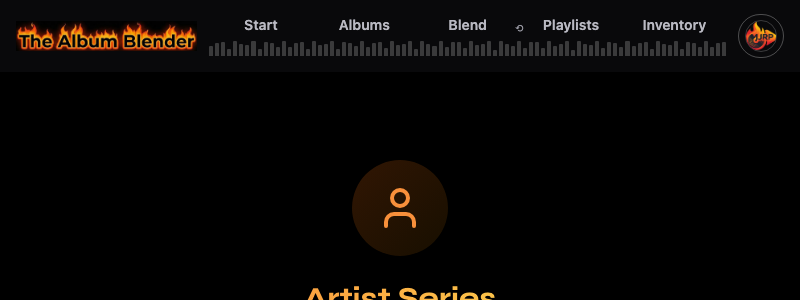 The Album Blender
Start
Albums
Blend
Playlists
Inventory
Artist Series